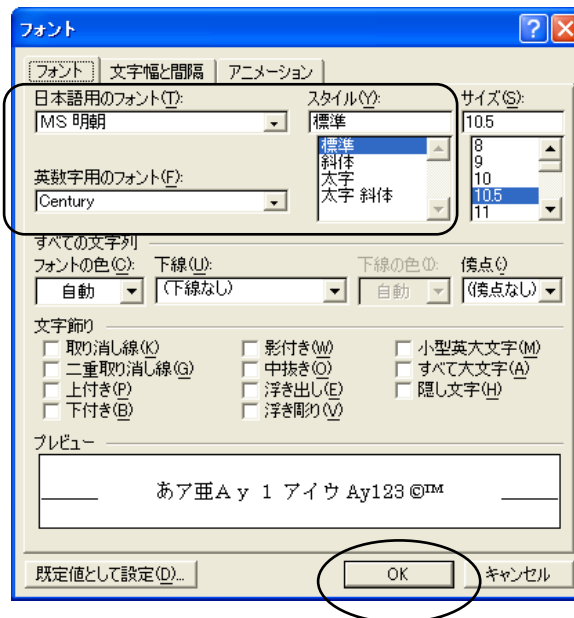 フォント
フォント 文字幅と間隔 アニメーション
日本語用のフォント(T): スタイル(Y): サイズ(S):
MS 明朝 標準 10.5
標準 8
斜体 9
英数字用のフォント(F): 太字 10
Century 太字 斜体 10.5
11
すべての文字列
フォントの色(C): 下線(U): 下線の色(I): 傍点(:)
自動 (下線なし) 自動 (傍点なし)
文字飾り
取り消し線(K) 影付き(W) 小型英大文字(M)
二重取り消し線(G) 中抜き(O) すべて大文字(A)
上付き(P) 浮き出し(E) 隠し文字(H)
下付き(B) 浮き彫り(V)
プレビュー
あア亜Ａｙ１アイウ Ay123 ©™
既定値として設定(D)... OK キャンセル